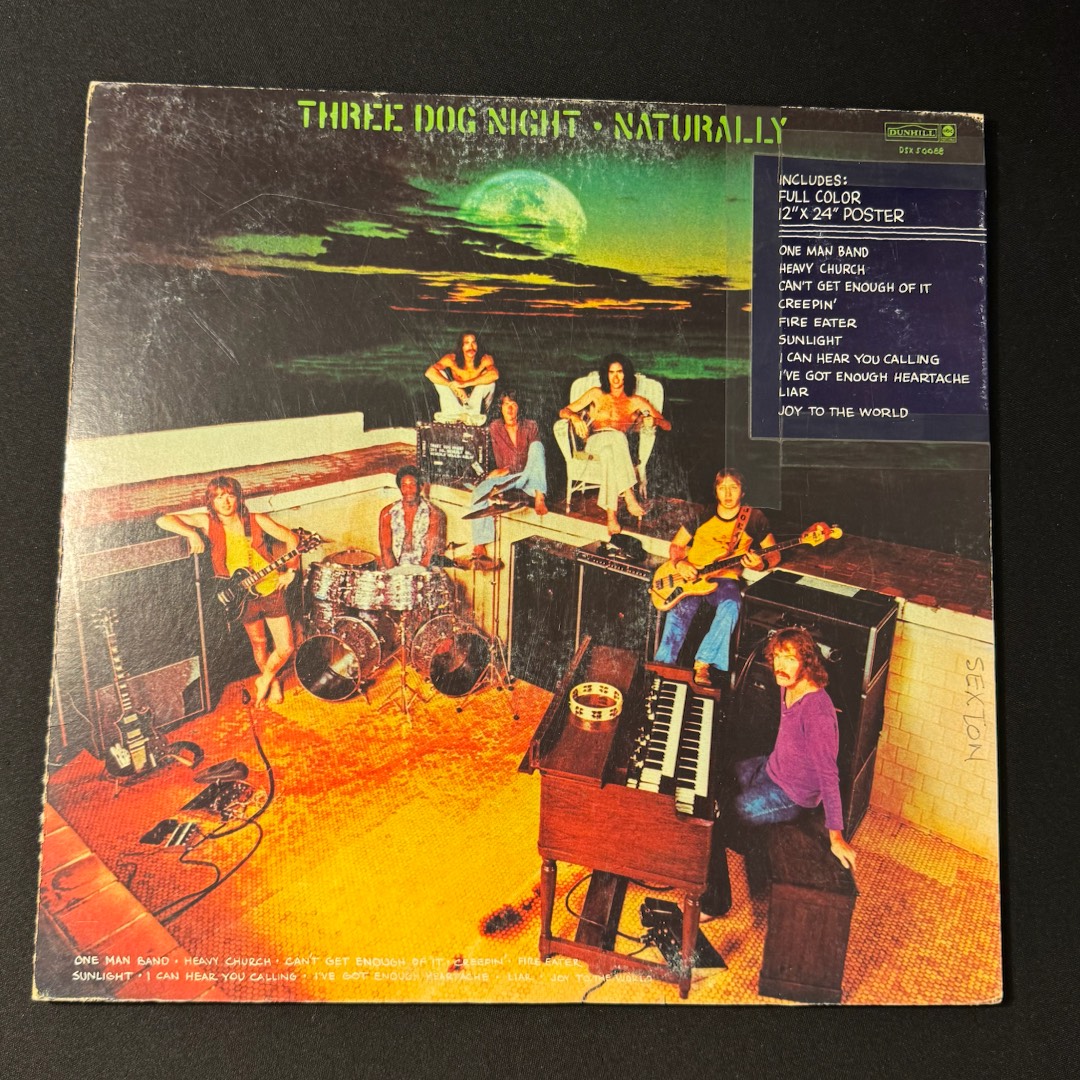 THREE DOG NIGHT • NATURALLY
DUNHILL abc
DSX 50088
INCLUDES:
FULL COLOR
12" X 24" POSTER
ONE MAN BAND
HEAVY CHURCH
CAN'T GET ENOUGH OF IT
CREEPIN'
FIRE EATER
SUNLIGHT
I CAN HEAR YOU CALLING
I'VE GOT ENOUGH HEARTACHE
LIAR
JOY TO THE WORLD
SEXTON
ONE MAN BAND • HEAVY CHURCH • CAN'T GET ENOUGH OF IT • CREEPIN' • FIRE EATER
SUNLIGHT • I CAN HEAR YOU CALLING • I'VE GOT ENOUGH HEARTACHE • LIAR • JOY TO THE WORLD